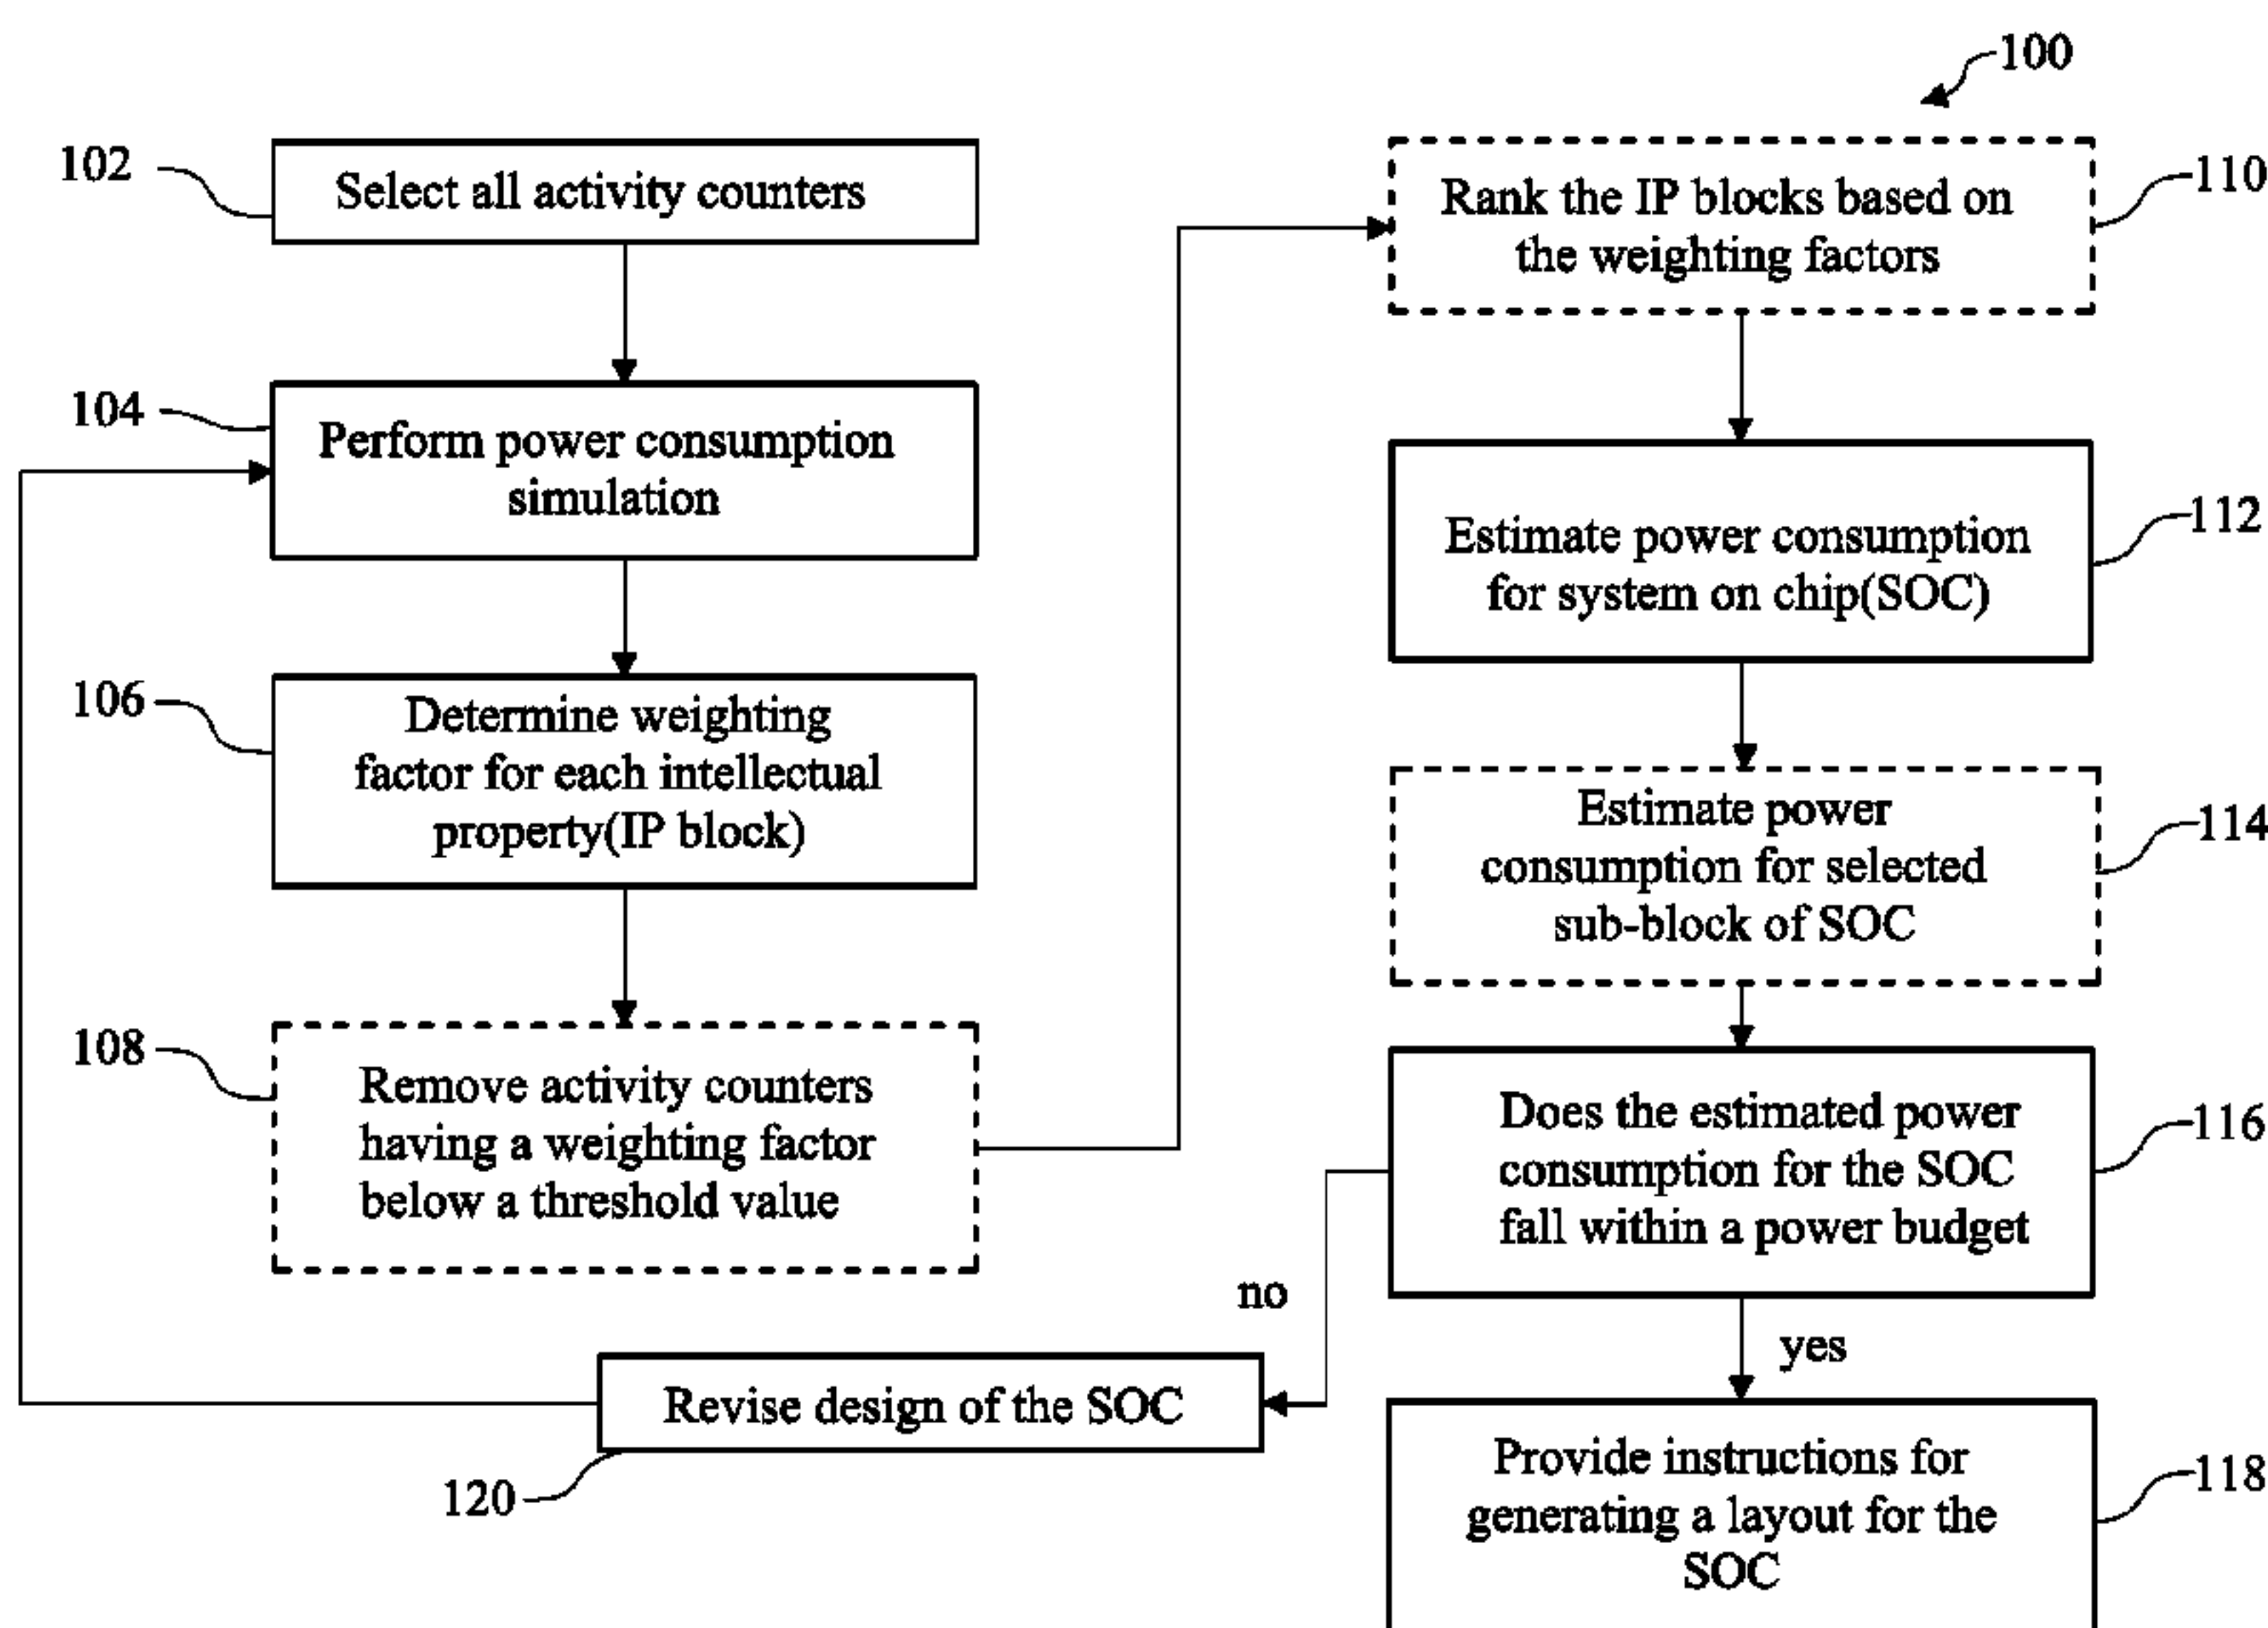 100
102
Select all activity counters
104
Perform power consumption
simulation
106
Determine weighting
factor for each intellectual
property(IP block)
108
Remove activity counters
having a weighting factor
below a threshold value
110
Rank the IP blocks based on
the weighting factors
112
Estimate power consumption
for system on chip(SOC)
114
Estimate power
consumption for selected
sub-block of SOC
116
Does the estimated power
consumption for the SOC
fall within a power budget
no
yes
Revise design of the SOC
120
118
Provide instructions for
generating a layout for the
SOC